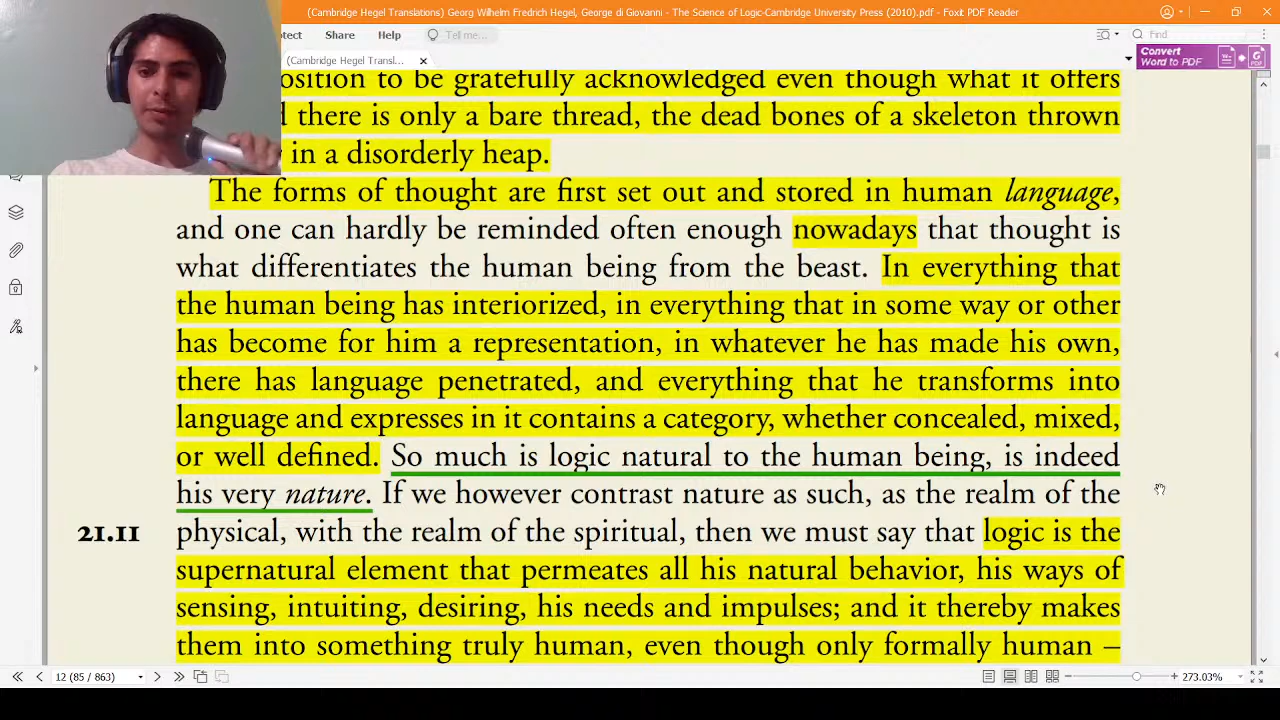 (Cambridge Hegel Translations) Georg Wilhelm Fredrich Hegel, George di Giovanni - The Science of Logic-Cambridge University Press (2010).pdf - Foxit PDF Reader
Share Help Tell me... Find
(Cambridge Hegel Transl...
Convert
Word to PDF
osition to be gratefully acknowledged even though what it offers
there is only a bare thread, the dead bones of a skeleton thrown
in a disorderly heap.
The forms of thought are first set out and stored in human language,
and one can hardly be reminded often enough nowadays that thought is
what differentiates the human being from the beast. In everything that
the human being has interiorized, in everything that in some way or other
has become for him a representation, in whatever he has made his own,
there has language penetrated, and everything that he transforms into
language and expresses in it contains a category, whether concealed, mixed,
or well defined. So much is logic natural to the human being, is indeed
his very nature. If we however contrast nature as such, as the realm of the
21.11 physical, with the realm of the spiritual, then we must say that logic is the
supernatural element that permeates all his natural behavior, his ways of
sensing, intuiting, desiring, his needs and impulses; and it thereby makes
them into something truly human, even though only formally human –
12 (85 / 863) 273.03%